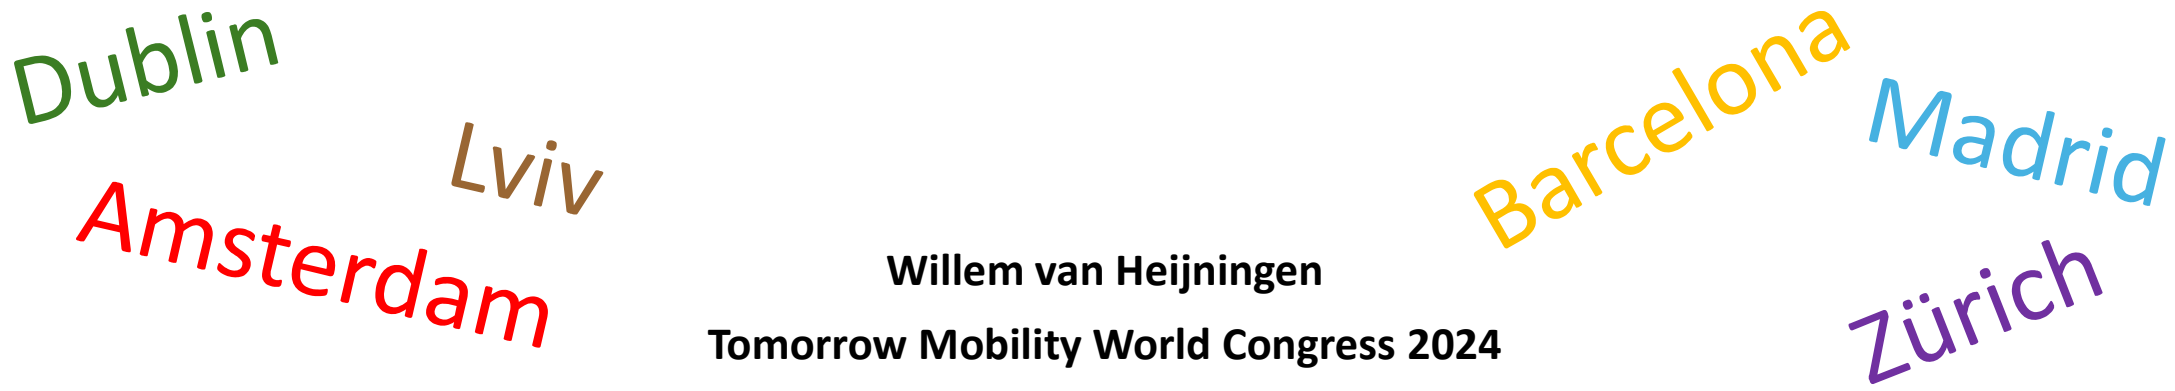 Dublin
Lviv
Amsterdam
Barcelona
Madrid
Zürich
Willem van Heijningen
Tomorrow Mobility World Congress 2024